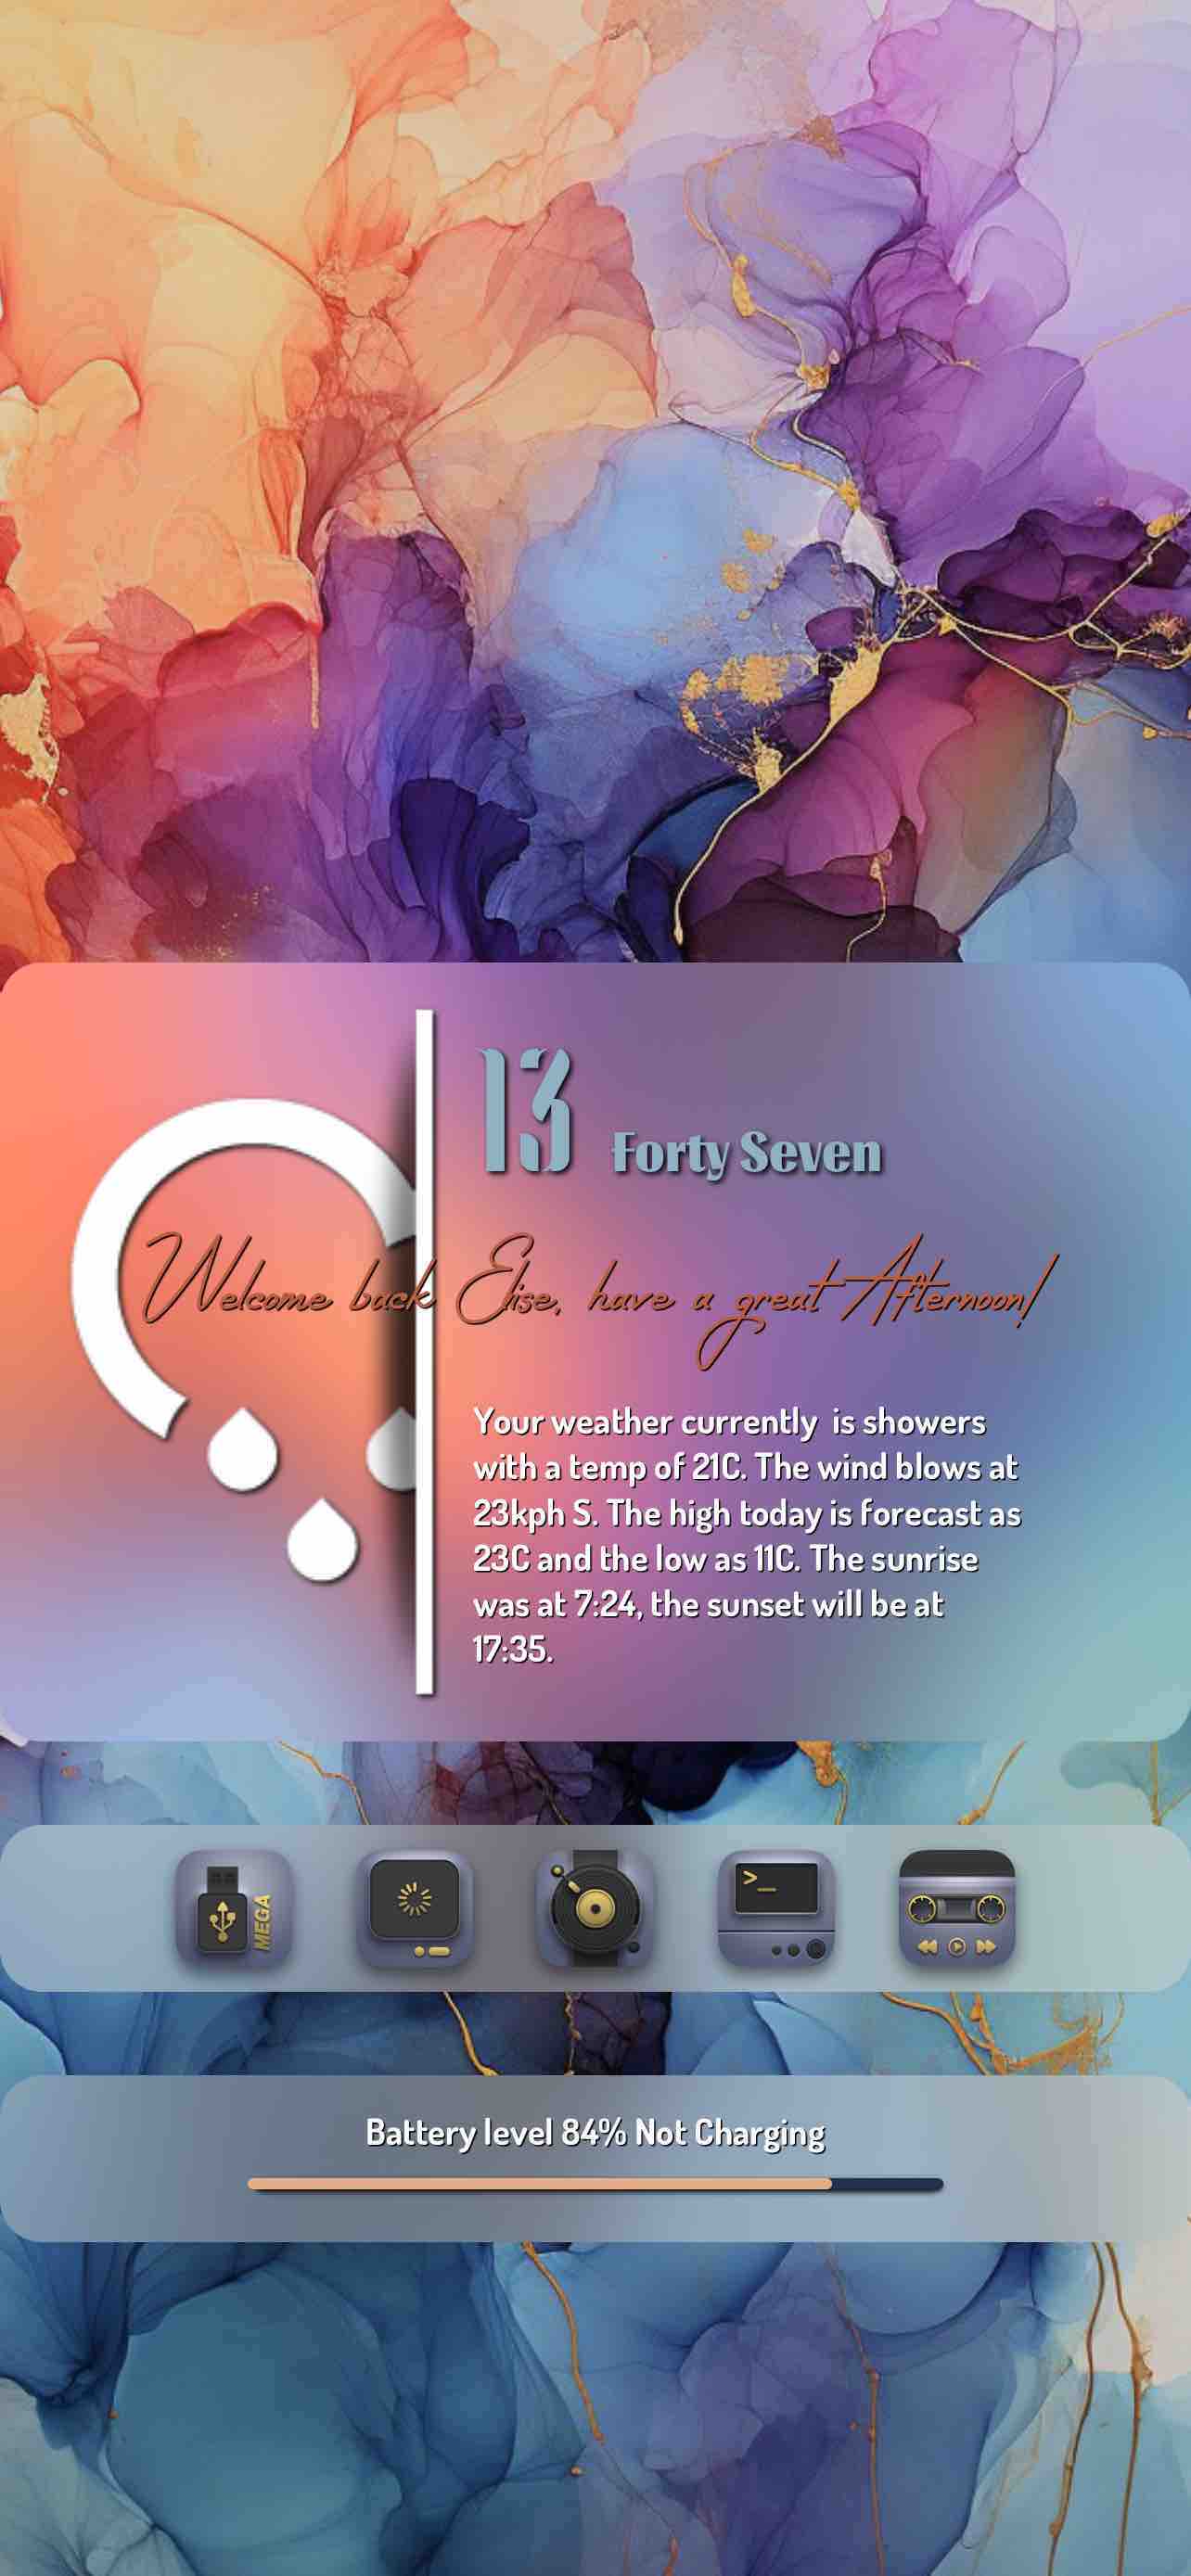 13 Forty Seven
Welcome back Elise, have a great Afternoon!
Your weather currently is showers
with a temp of 21C. The wind blows at
23kph S. The high today is forecast as
23C and the low as 11C. The sunrise
was at 7:24, the sunset will be at
17:35.
MEGA
>_
Battery level 84% Not Charging